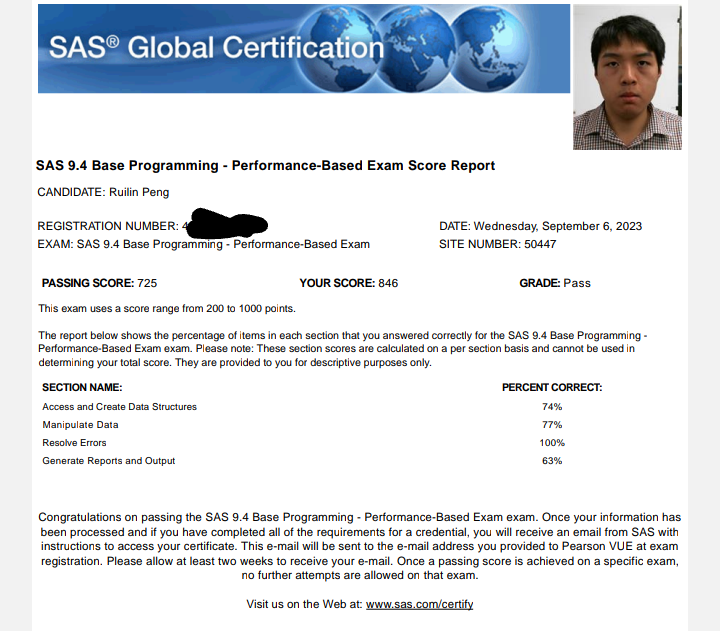 SAS® Global Certification
SAS 9.4 Base Programming - Performance-Based Exam Score Report
CANDIDATE: Ruilin Peng
REGISTRATION NUMBER: 4
DATE: Wednesday, September 6, 2023
EXAM: SAS 9.4 Base Programming - Performance-Based Exam
SITE NUMBER: 50447
PASSING SCORE: 725 YOUR SCORE: 846 GRADE: Pass
This exam uses a score range from 200 to 1000 points.
The report below shows the percentage of items in each section that you answered correctly for the SAS 9.4 Base Programming -
Performance-Based Exam exam. Please note: These section scores are calculated on a per section basis and cannot be used in
determining your total score. They are provided to you for descriptive purposes only.
SECTION NAME: PERCENT CORRECT:
Access and Create Data Structures 74%
Manipulate Data 77%
Resolve Errors 100%
Generate Reports and Output 63%
Congratulations on passing the SAS 9.4 Base Programming - Performance-Based Exam exam. Once your information has
been processed and if you have completed all of the requirements for a credential, you will receive an email from SAS with
instructions to access your certificate. This e-mail will be sent to the e-mail address you provided to Pearson VUE at exam
registration. Please allow at least two weeks to receive your e-mail. Once a passing score is achieved on a specific exam,
no further attempts are allowed on that exam.
Visit us on the Web at: www.sas.com/certify